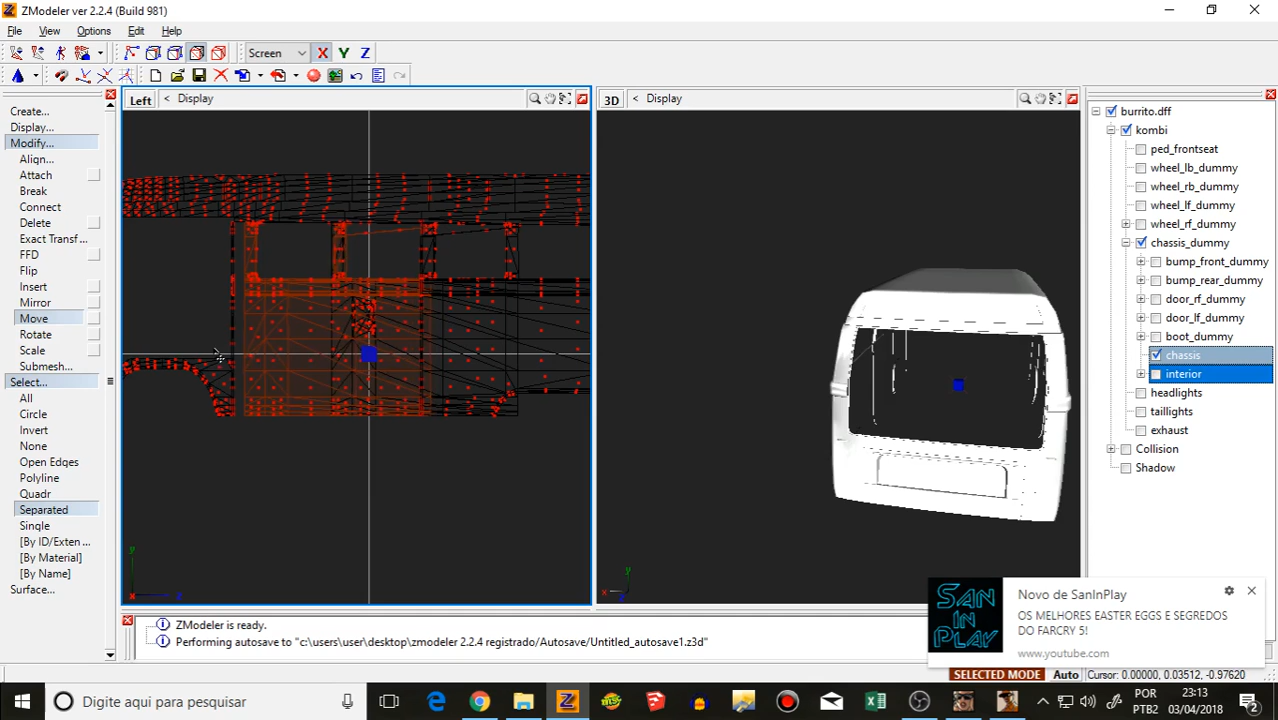 ZModeler ver 2.2.4 (Build 981)
File View Options Edit Help
Screen X Y Z
Create...
Display...
Modify...
Align...
Attach
Break
Connect
Delete
Exact Transf...
FFD
Flip
Insert
Mirror
Move
Rotate
Scale
Submesh...
Select...
All
Circle
Invert
None
Open Edges
Polyline
Quadr
Separated
Single
[By ID/Exten ...
[By Material]
[By Name]
Surface...
Left < Display
y
z
3D < Display
y
x
burrito.dff
kombi
ped_frontseat
wheel_lb_dummy
wheel_rb_dummy
wheel_lf_dummy
wheel_rf_dummy
chassis_dummy
bump_front_dummy
bump_rear_dummy
door_rf_dummy
door_lf_dummy
boot_dummy
chassis
interior
headlights
taillights
exhaust
Collision
Shadow
SAN
IN
PLAY
Novo de SanInPlay
OS MELHORES EASTER EGGS E SEGREDOS
DO FARCRY 5!
www.youtube.com
ZModeler is ready.
Performing autosave to "c:\users\user\desktop\zmodeler 2.2.4 registrado/Autosave/Untitled_autosave1.z3d"
SELECTED MODE Auto Cursor: 0.00000, 0.03512, -0.97620
Digite aqui para pesquisar
POR
PTB2
23:13
03/04/2018
2